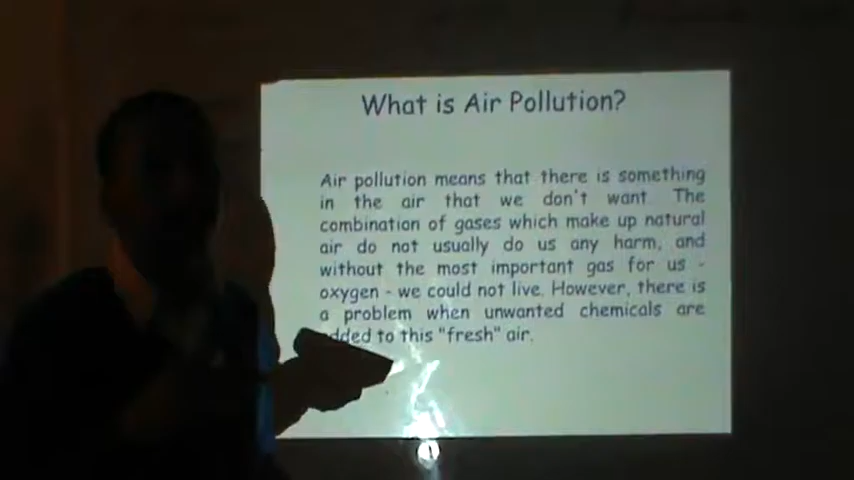 What is Air Pollution?
Air pollution means that there is something
in the air that we don't want The
combination of gases which make up natural
air do not usually do us any harm, and
without the most important gas for us -
oxygen - we could not live. However, there is
a problem when unwanted chemicals are
dded to this "fresh" air.